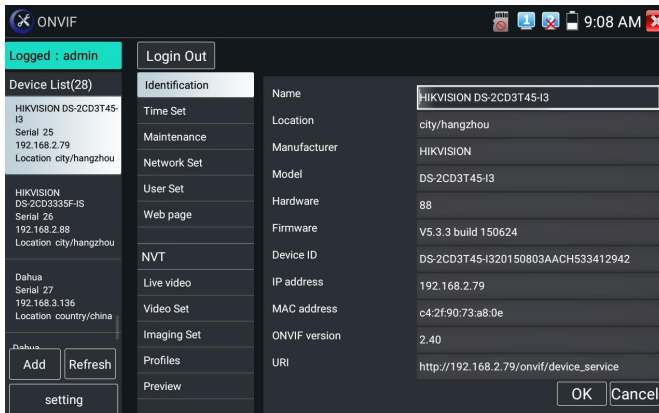 ONVIF
1
9:08 AM
Logged : admin
Login Out
Device List(28)
HIKVISION DS-2CD3T45-
I3
Serial 25
192.168.2.79
Location city/hangzhou
HIKVISION
DS-2CD3335F-IS
Serial 26
192.168.2.88
Location city/hangzhou
Dahua
Serial 27
192.168.3.136
Location country/china
Dahua
Add
Refresh
setting
Identification
Time Set
Maintenance
Network Set
User Set
Web page
NVT
Live video
Video Set
Imaging Set
Profiles
Preview
Name
HIKVISION DS-2CD3T45-I3
Location
city/hangzhou
Manufacturer
HIKVISION
Model
DS-2CD3T45-I3
Hardware
88
Firmware
V5.3.3 build 150624
Device ID
DS-2CD3T45-I320150803AACH533412942
IP address
192.168.2.79
MAC address
c4:2f:90:73:a8:0e
ONVIF version
2.40
URI
http://192.168.2.79/onvif/device_service
OK
Cancel